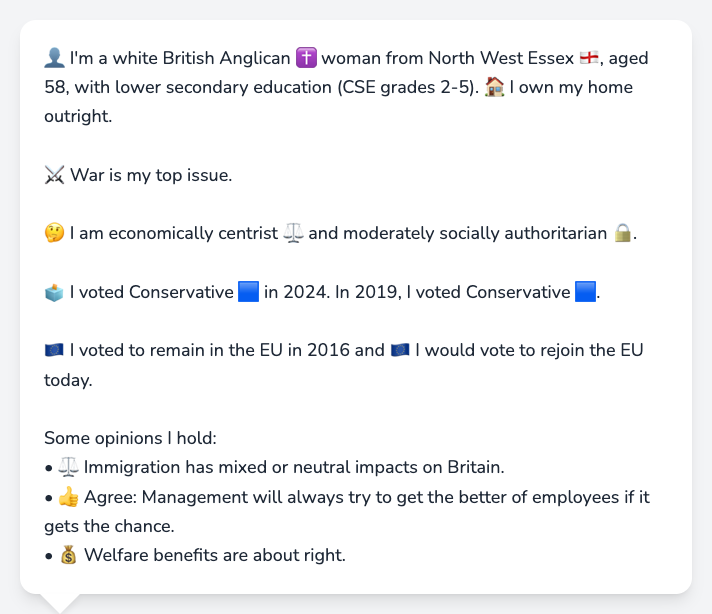 👤 I'm a white British Anglican ✝️ woman from North West Essex 🏴󠁧󠁢󠁥󠁮󠁧󠁿, aged
58, with lower secondary education (CSE grades 2-5). 🏠 I own my home
outright.
⚔️ War is my top issue.
🤔 I am economically centrist ⚖️ and moderately socially authoritarian 🔒.
🗳️ I voted Conservative 🟦 in 2024. In 2019, I voted Conservative 🟦.
🇪🇺 I voted to remain in the EU in 2016 and 🇪🇺 I would vote to rejoin the EU
today.
Some opinions I hold:
• ⚖️ Immigration has mixed or neutral impacts on Britain.
• 👍 Agree: Management will always try to get the better of employees if it
gets the chance.
• 💰 Welfare benefits are about right.